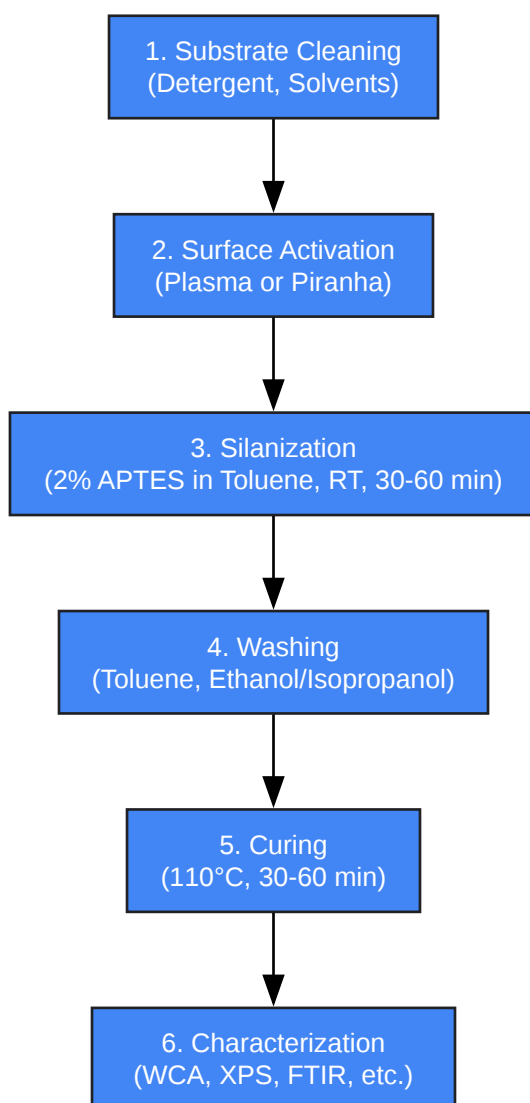 1. Substrate Cleaning
(Detergent, Solvents)
2. Surface Activation
(Plasma or Piranha)
3. Silanization
(2% APTES in Toluene, RT, 30-60 min)
4. Washing
(Toluene, Ethanol/Isopropanol)
5. Curing
(110°C, 30-60 min)
6. Characterization
(WCA, XPS, FTIR, etc.)